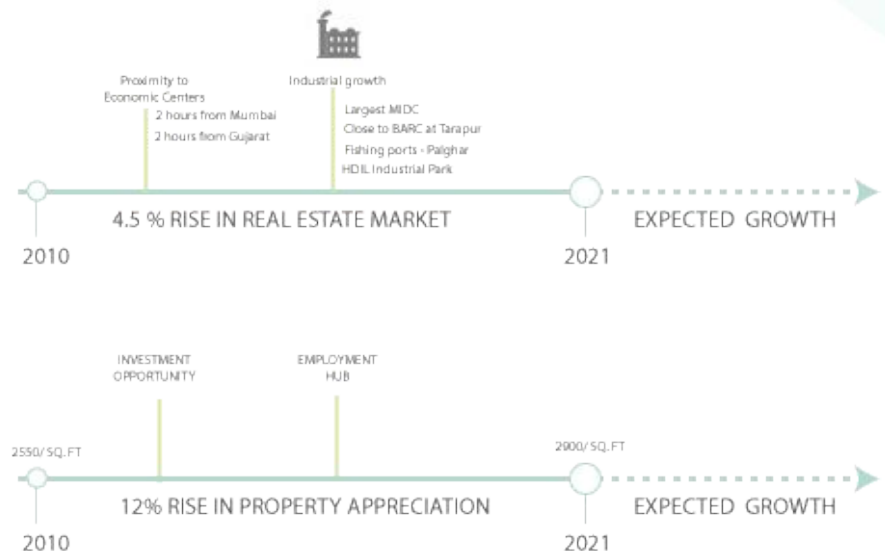 Proximity to
Economic Centers
2 hours from Mumbai
2 hours from Gujarat
Industrial growth
Largest MIDC
Close to BARC at Tarapur
Fishing ports - Palghar
HDIL Industrial Park
4.5 % RISE IN REAL ESTATE MARKET
EXPECTED GROWTH
2010
2021
INVESTMENT
OPPORTUNITY
EMPLOYMENT
HUB
2550/SQ.FT
2900/SQ.FT
12% RISE IN PROPERTY APPRECIATION
EXPECTED GROWTH
2010
2021